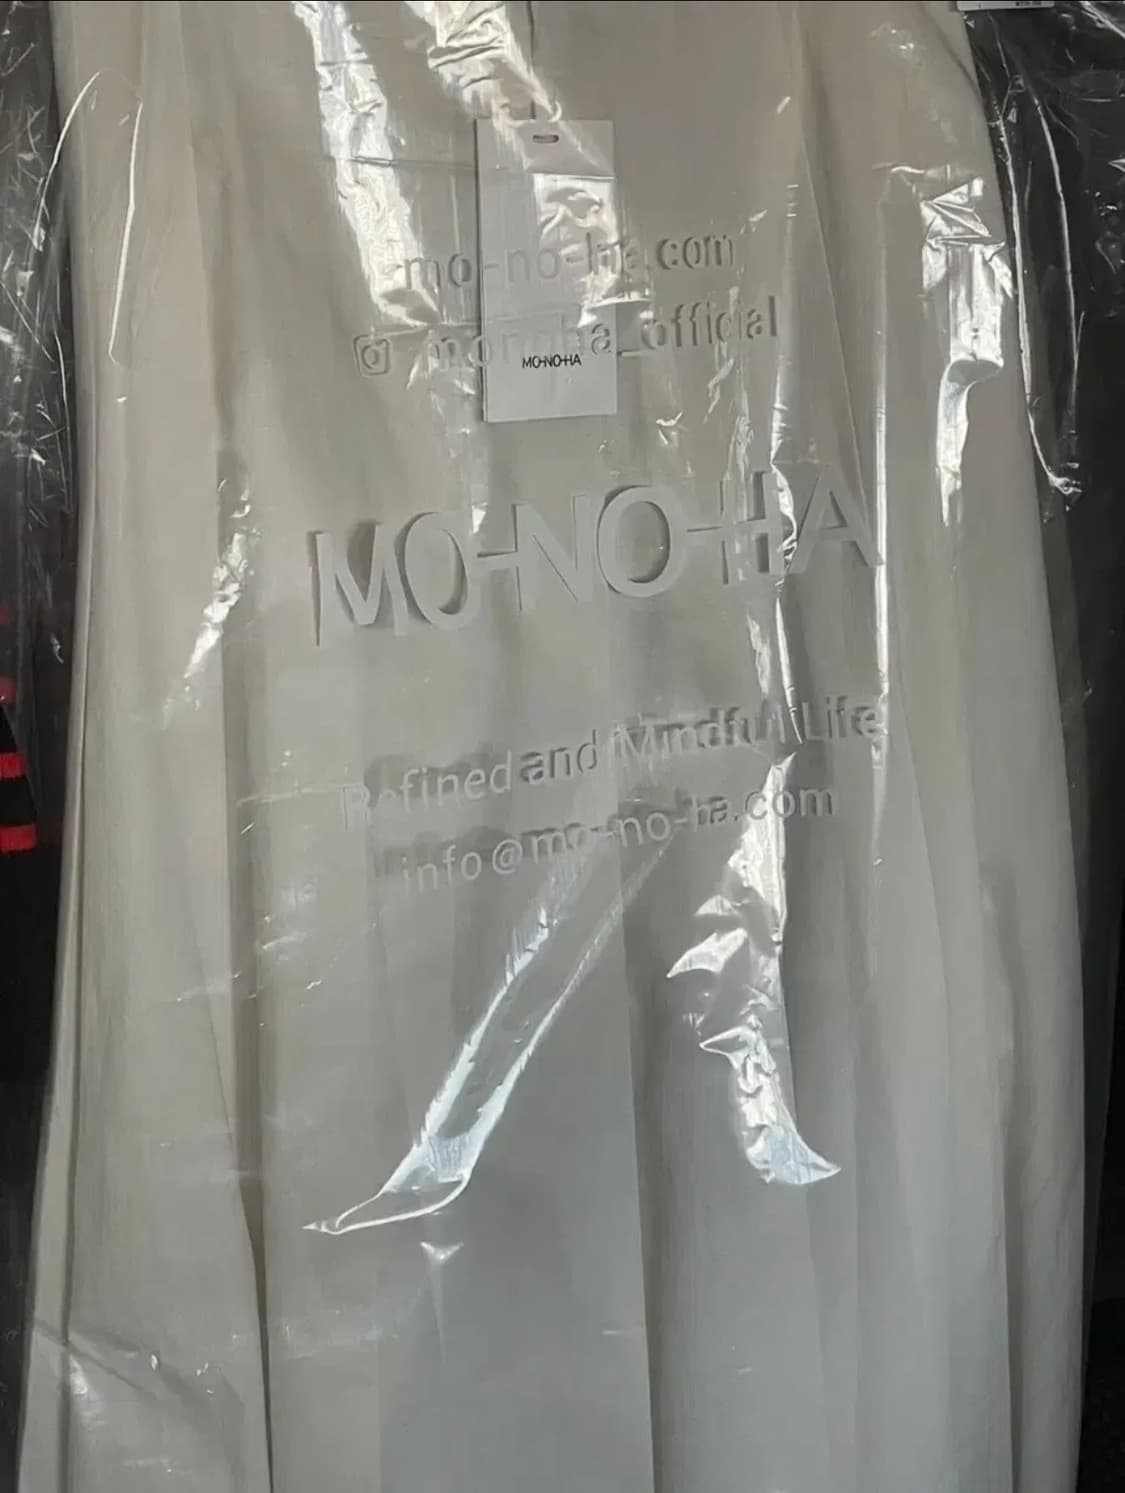 mo-no-ha.com
monoha_official
MO-NO-HA
MO-NO-HA
Refined and Mindful Life
info@mo-no-ha.com